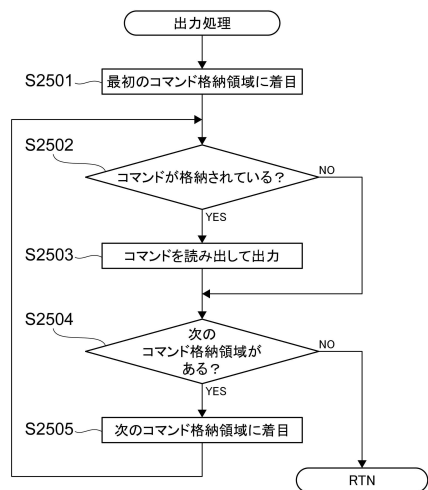 出力処理
S2501
最初のコマンド格納領域に着目
S2502
コマンドが格納されている？
NO
YES
S2503
コマンドを読み出して出力
S2504
次の
コマンド格納領域が
ある？
NO
YES
S2505
次のコマンド格納領域に着目
RTN